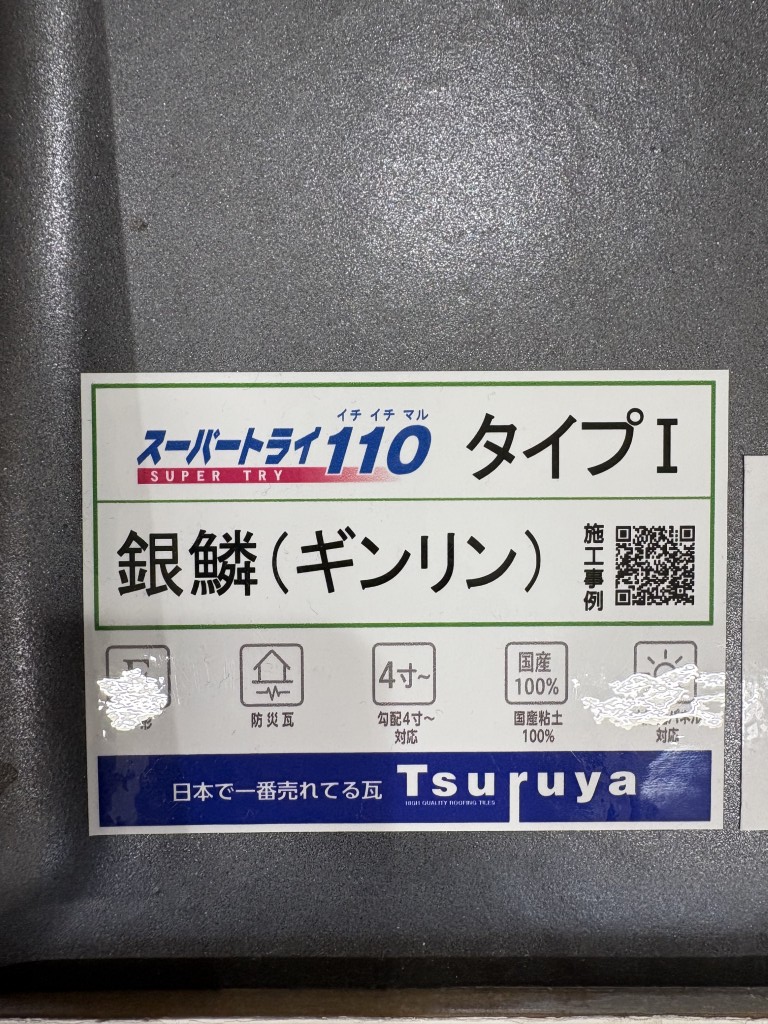 イチ イチ マル
スーパートライ110 タイプI
SUPER TRY
銀鱗(ギンリン)
施工事例
F
4寸~
国産
100%
防災瓦
勾配4寸~
対応
国産粘土
100%
対応
日本で一番売れてる瓦 Tsuruya
HIGH QUALITY ROOFING TILES